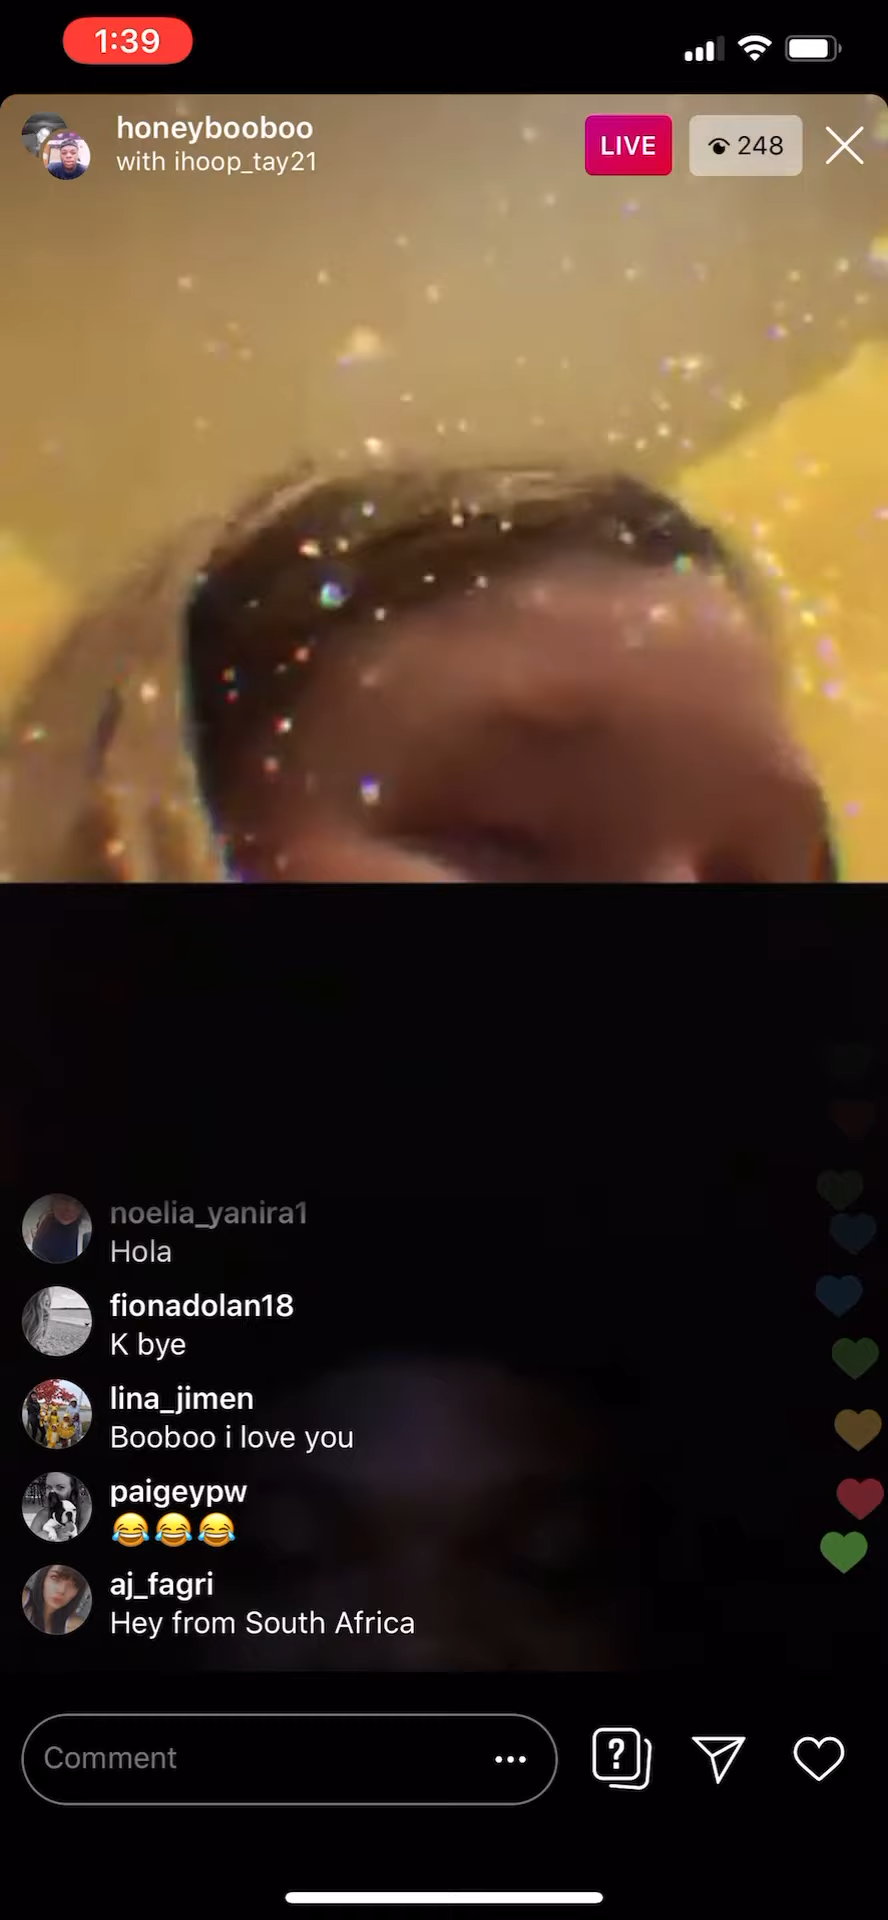 1:39
honeybooboo
with ihoop_tay21
LIVE
248
noelia_yanira1
Hola
fionadolan18
K bye
lina_jimen
Booboo i love you
paigeypw
😂😂😂
aj_fagri
Hey from South Africa
Comment